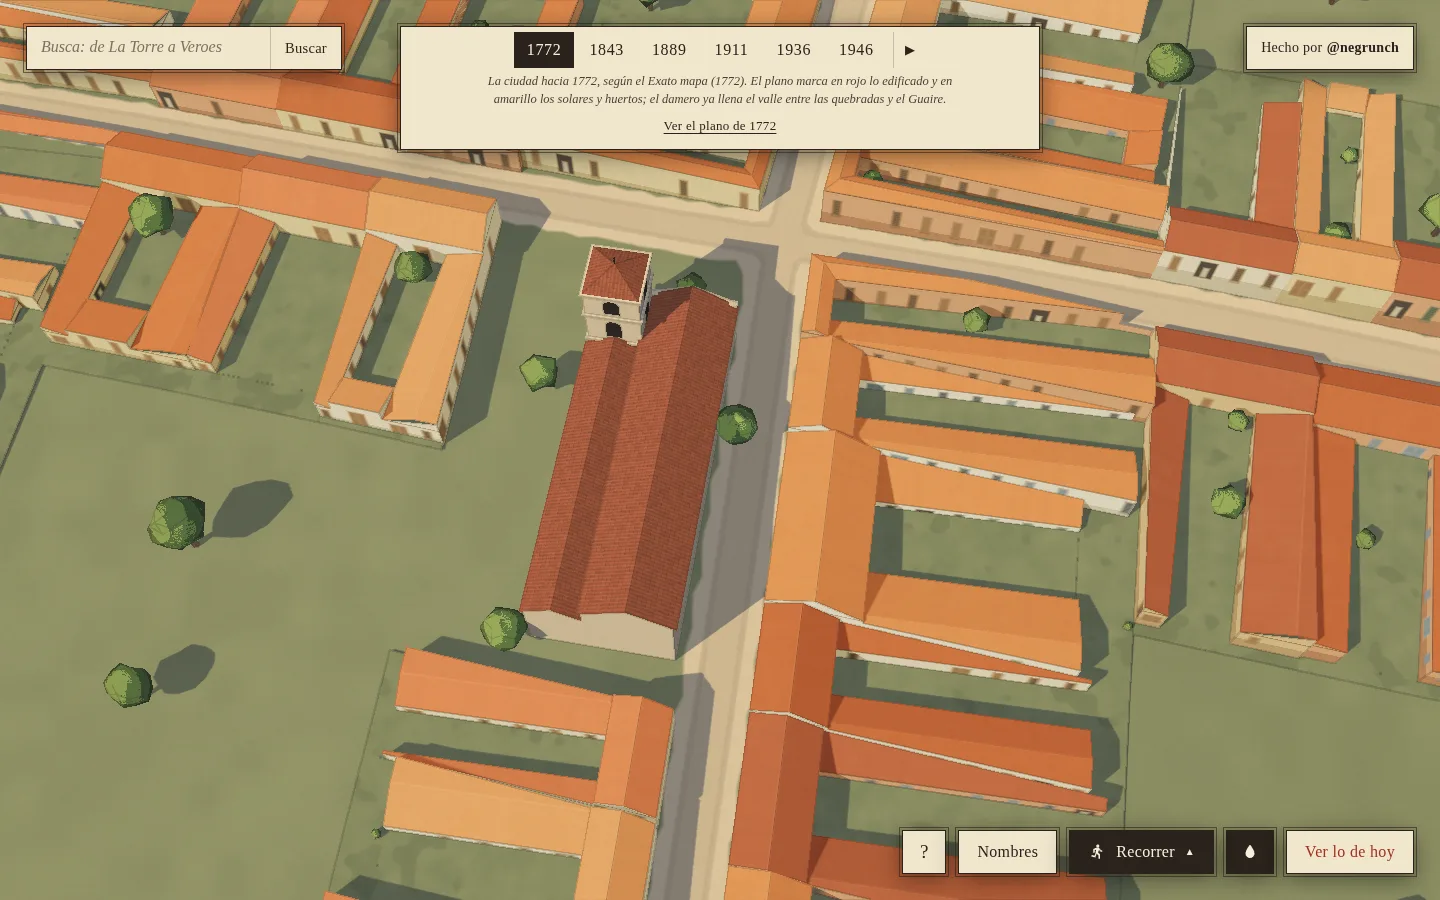 Busca: de La Torre a Veroes
Buscar
1772 1843 1889 1911 1936 1946 ▶
La ciudad hacia 1772, según el Exato mapa (1772). El plano marca en rojo lo edificado y en
amarillo los solares y huertos; el damero ya llena el valle entre las quebradas y el Guaire.
Ver el plano de 1772
Hecho por @negrunch
?
Nombres
Recorrer ▲
Ver lo de hoy